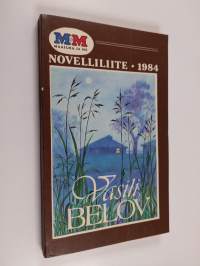 MM
MAAILMA JA ME
NOVELLILIITE • 1984
Vasili
BELOV